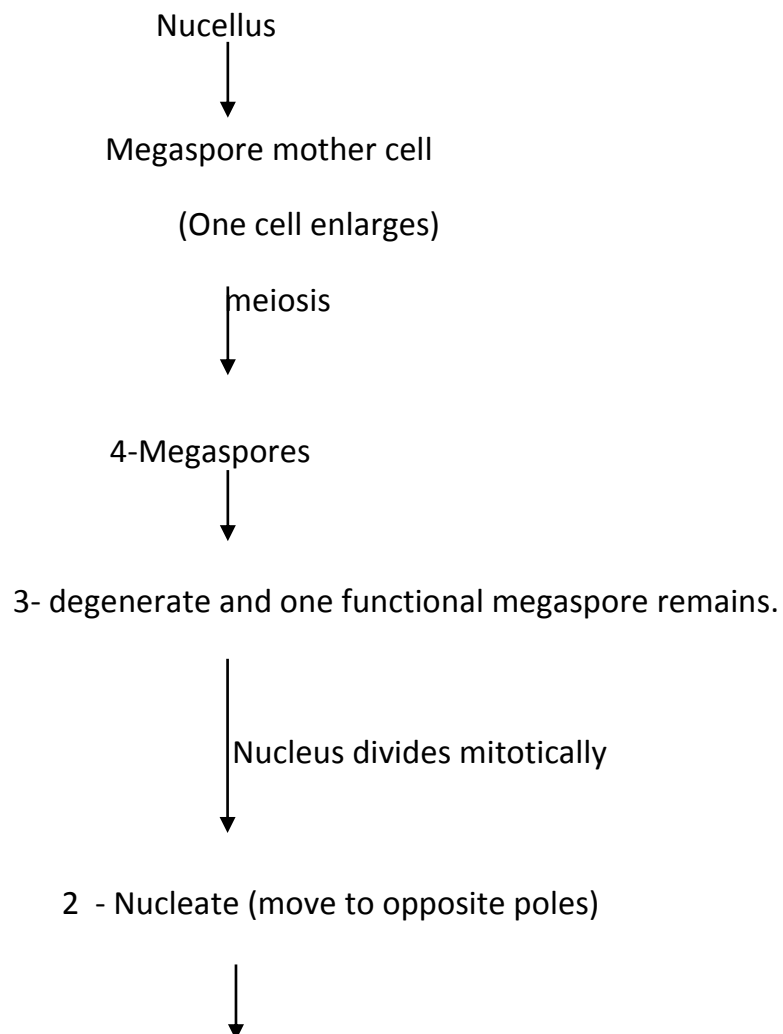 Nucellus
Megaspore mother cell
(One cell enlarges)
meiosis
4-Megaspores
3- degenerate and one functional megaspore remains.
Nucleus divides mitotically
2 - Nucleate (move to opposite poles)